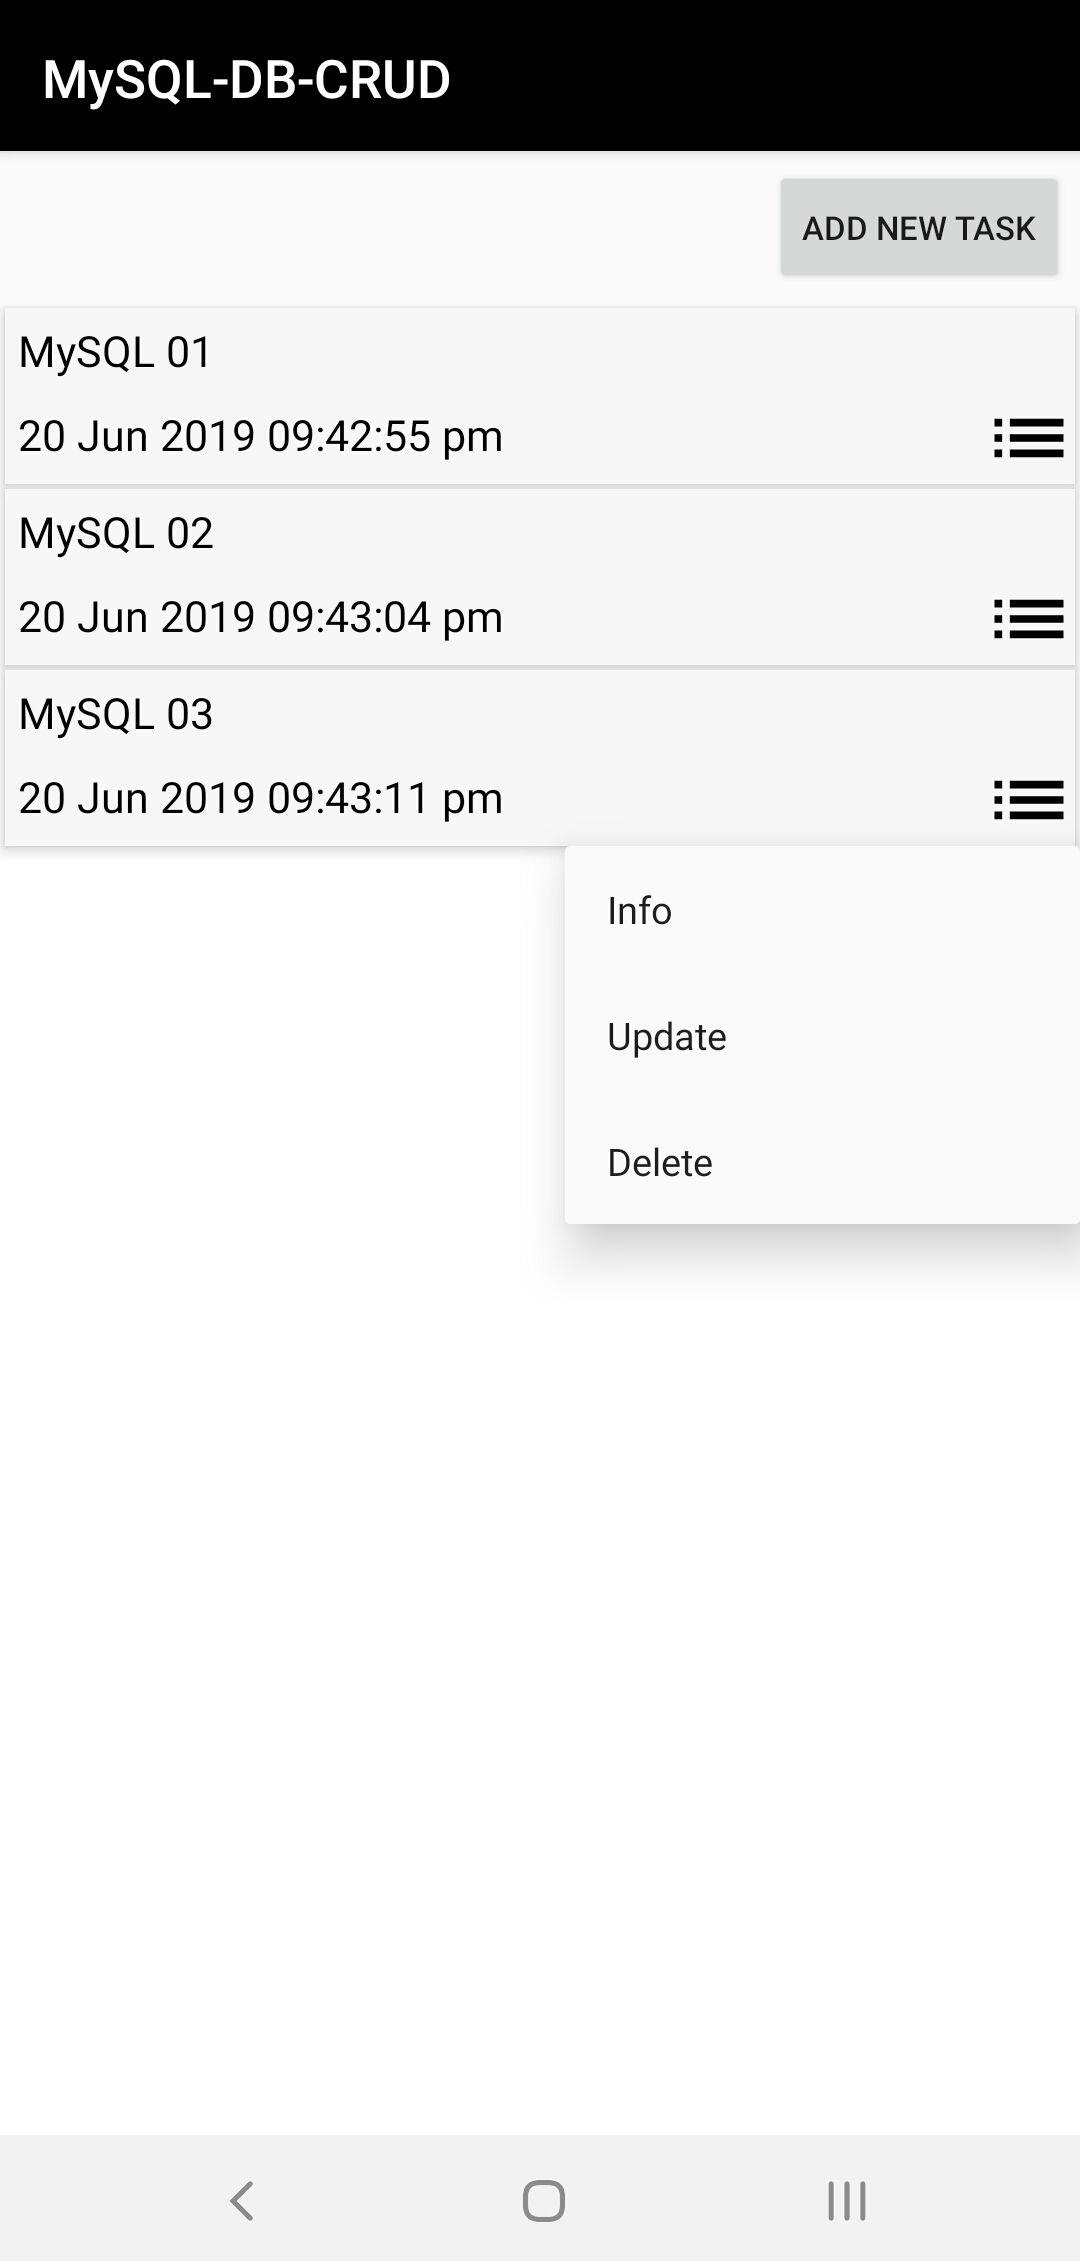 MySQL-DB-CRUD
ADD NEW TASK
MySQL 01
20 Jun 2019 09:42:55 pm
MySQL 02
20 Jun 2019 09:43:04 pm
MySQL 03
20 Jun 2019 09:43:11 pm
Info
Update
Delete